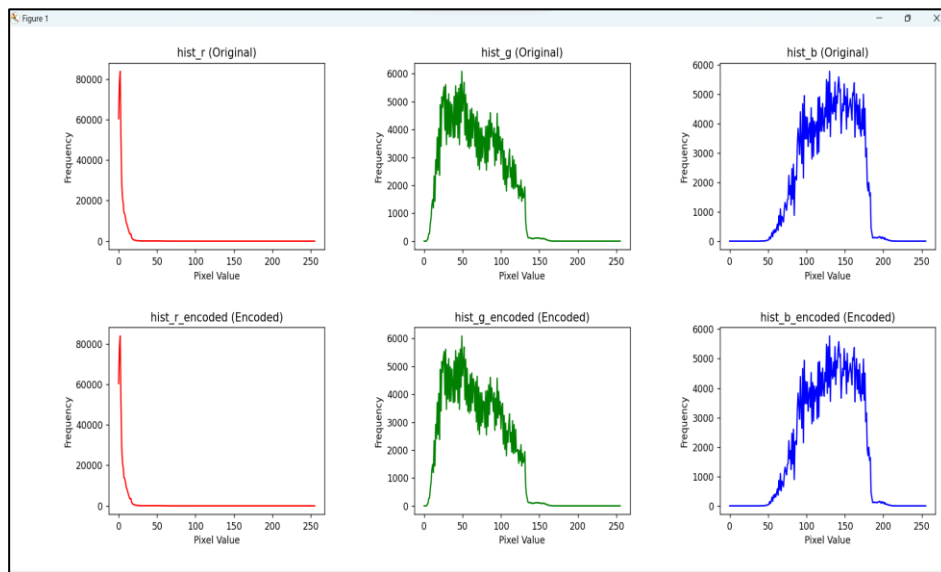 Figure 1
hist_r (Original)
hist_g (Original)
hist_b (Original)
Frequency
80000
60000
40000
20000
0
0 50 100 150 200 250
Pixel Value
Frequency
6000
5000
4000
3000
2000
1000
0
0 50 100 150 200 250
Pixel Value
Frequency
6000
5000
4000
3000
2000
1000
0
0 50 100 150 200 250
Pixel Value
hist_r_encoded (Encoded)
hist_g_encoded (Encoded)
hist_b_encoded (Encoded)
Frequency
80000
60000
40000
20000
0
0 50 100 150 200 250
Pixel Value
Frequency
6000
5000
4000
3000
2000
1000
0
0 50 100 150 200 250
Pixel Value
Frequency
6000
5000
4000
3000
2000
1000
0
0 50 100 150 200 250
Pixel Value